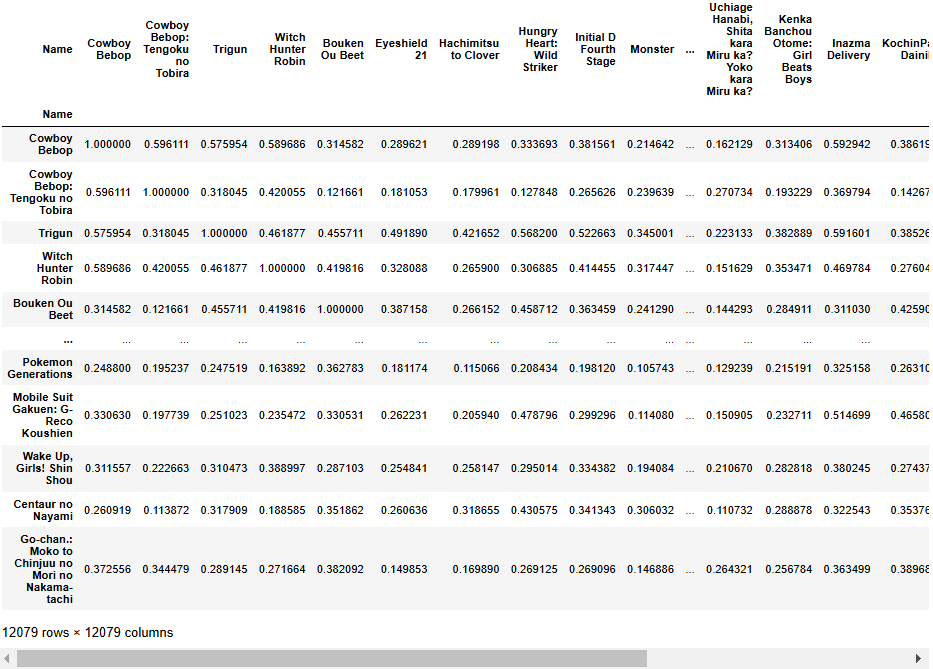 Name Cowboy Bebop Cowboy Bebop: Tengoku no Tobira Trigun Witch Hunter Robin Bouken Ou Beet Eyeshield 21 Hachimitsu to Clover Hungry Heart: Wild Striker Initial D Fourth Stage Monster ... Uchiage Hanabi, Shita kara Miru ka? Yoko kara Miru ka? Kenka Banchou Otome: Girl Beats Boys Inazma Delivery KochinPa Daini
Name
Cowboy Bebop 1.000000 0.596111 0.575954 0.589686 0.314582 0.289621 0.289198 0.333693 0.381561 0.214642 ... 0.162129 0.313406 0.592942 0.38619
Cowboy Bebop: Tengoku no Tobira 0.596111 1.000000 0.318045 0.420055 0.121661 0.181053 0.179961 0.127848 0.265626 0.239639 ... 0.270734 0.193229 0.369794 0.14267
Trigun 0.575954 0.318045 1.000000 0.461877 0.455711 0.491890 0.421652 0.568200 0.522663 0.345001 ... 0.223133 0.382889 0.591601 0.38526
Witch Hunter Robin 0.589686 0.420055 0.461877 1.000000 0.419816 0.328088 0.265900 0.306885 0.414455 0.317447 ... 0.151629 0.353471 0.469784 0.27604
Bouken Ou Beet 0.314582 0.121661 0.455711 0.419816 1.000000 0.387158 0.266152 0.458712 0.363459 0.241290 ... 0.144293 0.284911 0.311030 0.42590
... ... ... ... ... ... ... ... ... ... ... ... ... ... ...
Pokemon Generations 0.248800 0.195237 0.247519 0.163892 0.362783 0.181174 0.115066 0.208434 0.198120 0.105743 ... 0.129239 0.215191 0.325158 0.26310
Mobile Suit Gakuen: G-Reco Koushien 0.330630 0.197739 0.251023 0.235472 0.330531 0.262231 0.205940 0.478796 0.299296 0.114080 ... 0.150905 0.232711 0.514699 0.46580
Wake Up, Girls! Shin Shou 0.311557 0.222663 0.310473 0.388997 0.287103 0.254841 0.258147 0.295014 0.334382 0.194084 ... 0.210670 0.282818 0.380245 0.27437
Centaur no Nayami 0.260919 0.113872 0.317909 0.188585 0.351862 0.260636 0.318655 0.430575 0.341343 0.306032 ... 0.110732 0.288878 0.322543 0.35376
Go-chan.: Moko to Chinjuu no Mori no Nakama-tachi 0.372556 0.344479 0.289145 0.271664 0.382092 0.149853 0.169890 0.269125 0.269096 0.146886 ... 0.264321 0.256784 0.363499 0.38968
12079 rows × 12079 columns